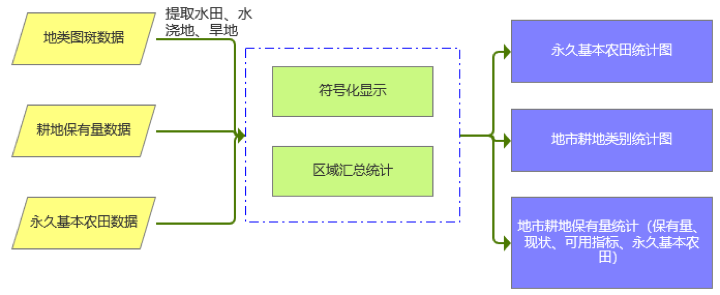 提取水田、水
浇地、旱地
地类图斑数据
耕地保有量数据
永久基本农田数据
符号化显示
区域汇总统计
永久基本农田统计图
地市耕地类别统计图
地市耕地保有量统计（保有量、
现状、可用指标、永久基本农
田）